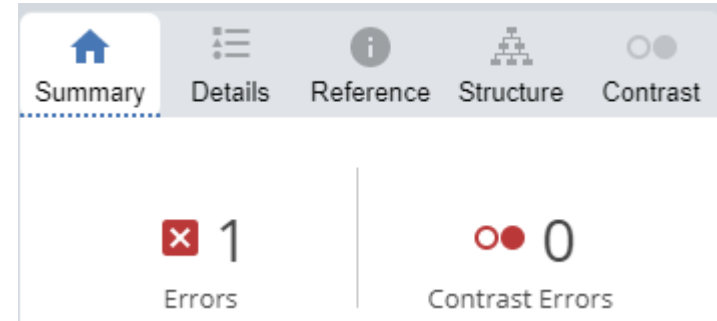 Summary Details Reference Structure Contrast
1 0
Errors Contrast Errors